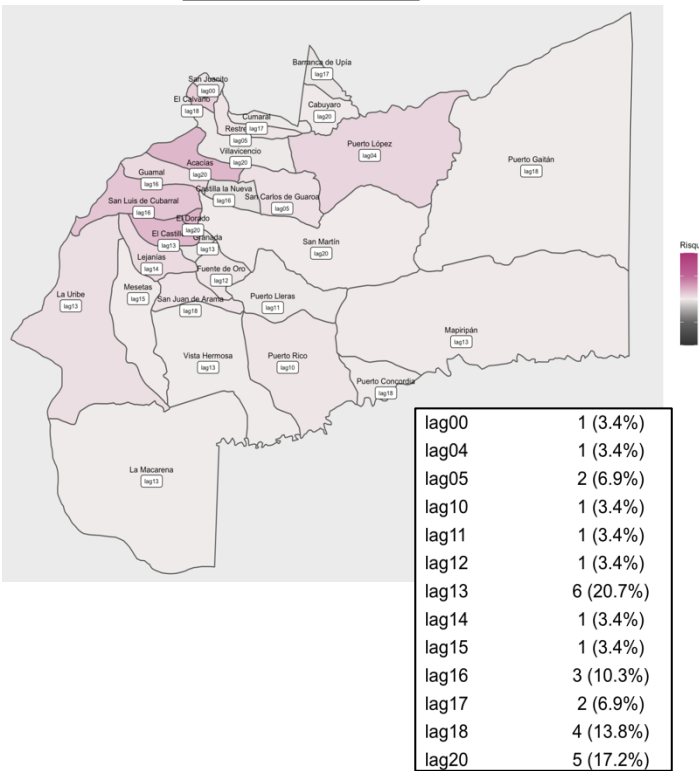 Barranca de Upía
lag17
San Juanito
lag00
El Calvario
lag18
Cabuyaro
lag20
Cumaral
lag17
Restre
lag05
Villavicencio
lag20
Puerto López
lag04
Puerto Gaitán
lag18
Acacias
lag20
Guamal
lag16
Castilla la Nueva
lag16
San Carlos de Guaroa
lag05
San Luis de Cubarral
lag16
El Dorado
lag20
El Castill
lag13
Granada
lag13
San Martín
lag20
Lejanías
lag14
Fuente de Oro
lag12
La Uribe
lag13
Mesetas
lag15
San Juan de Arama
lag18
Puerto Lleras
lag11
Mapiripán
lag13
Vista Hermosa
lag13
Puerto Rico
lag10
Puerto Concordia
lag18
La Macarena
lag13
Risqu
lag00 1 (3.4%)
lag04 1 (3.4%)
lag05 2 (6.9%)
lag10 1 (3.4%)
lag11 1 (3.4%)
lag12 1 (3.4%)
lag13 6 (20.7%)
lag14 1 (3.4%)
lag15 1 (3.4%)
lag16 3 (10.3%)
lag17 2 (6.9%)
lag18 4 (13.8%)
lag20 5 (17.2%)